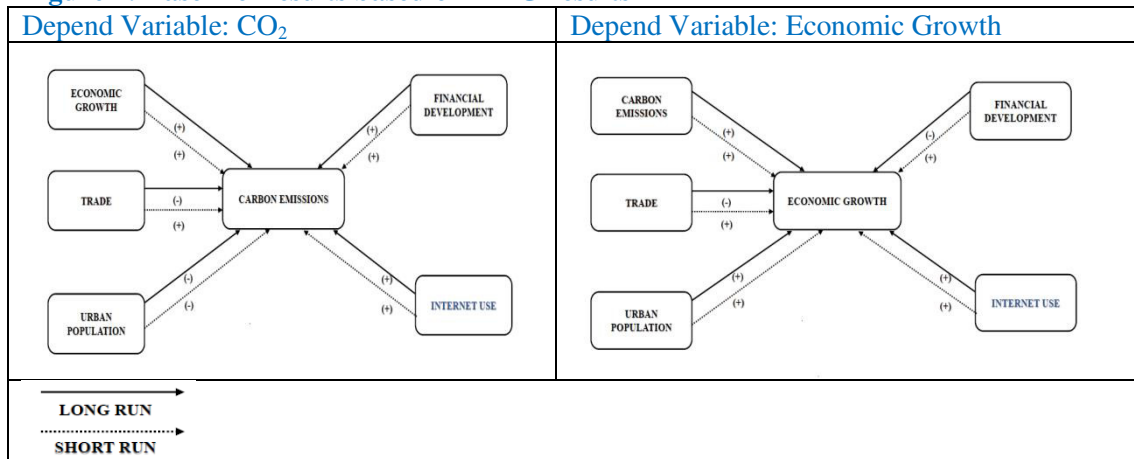 Depend Variable: CO₂
Depend Variable: Economic Growth
ECONOMIC
GROWTH
FINANCIAL
DEVELOPMENT
(+)
(+)
(+)
(+)
TRADE
(-)
(+)
CARBON EMISSIONS
(-)
(-)
(+)
(+)
URBAN
POPULATION
INTERNET USE
CARBON
EMISSIONS
FINANCIAL
DEVELOPMENT
(+)
(+)
(-)
(+)
TRADE
(-)
(+)
ECONOMIC GROWTH
(+)
(+)
(+)
(+)
URBAN
POPULATION
INTERNET USE
LONG RUN
SHORT RUN